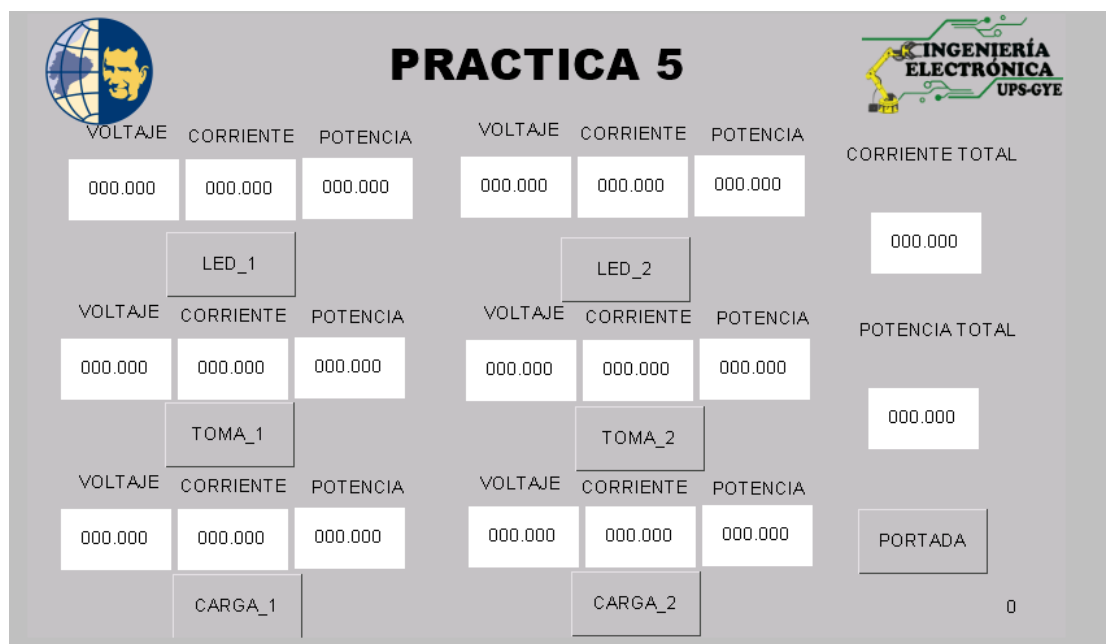 PRACTICA 5
INGENIERÍA
ELECTRÓNICA
UPS-GYE
VOLTAJE CORRIENTE POTENCIA
000.000 000.000 000.000
LED_1
VOLTAJE CORRIENTE POTENCIA
000.000 000.000 000.000
LED_2
CORRIENTE TOTAL
000.000
VOLTAJE CORRIENTE POTENCIA
000.000 000.000 000.000
TOMA_1
VOLTAJE CORRIENTE POTENCIA
000.000 000.000 000.000
TOMA_2
POTENCIA TOTAL
000.000
VOLTAJE CORRIENTE POTENCIA
000.000 000.000 000.000
CARGA_1
VOLTAJE CORRIENTE POTENCIA
000.000 000.000 000.000
CARGA_2
PORTADA
0